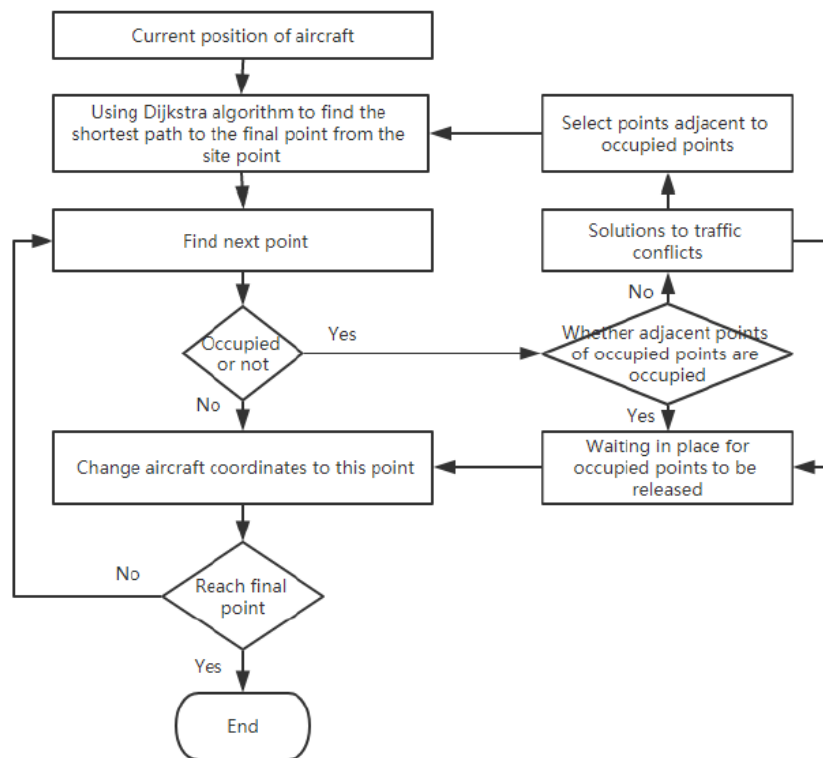 Current position of aircraft
Using Dijkstra algorithm to find the
shortest path to the final point from the
site point
Select points adjacent to
occupied points
Find next point
Solutions to traffic
conflicts
No
Occupied
or not
Yes
Whether adjacent points
of occupied points are
occupied
No
Yes
Change aircraft coordinates to this point
Waiting in place for
occupied points to be
released
No
Reach final
point
Yes
End